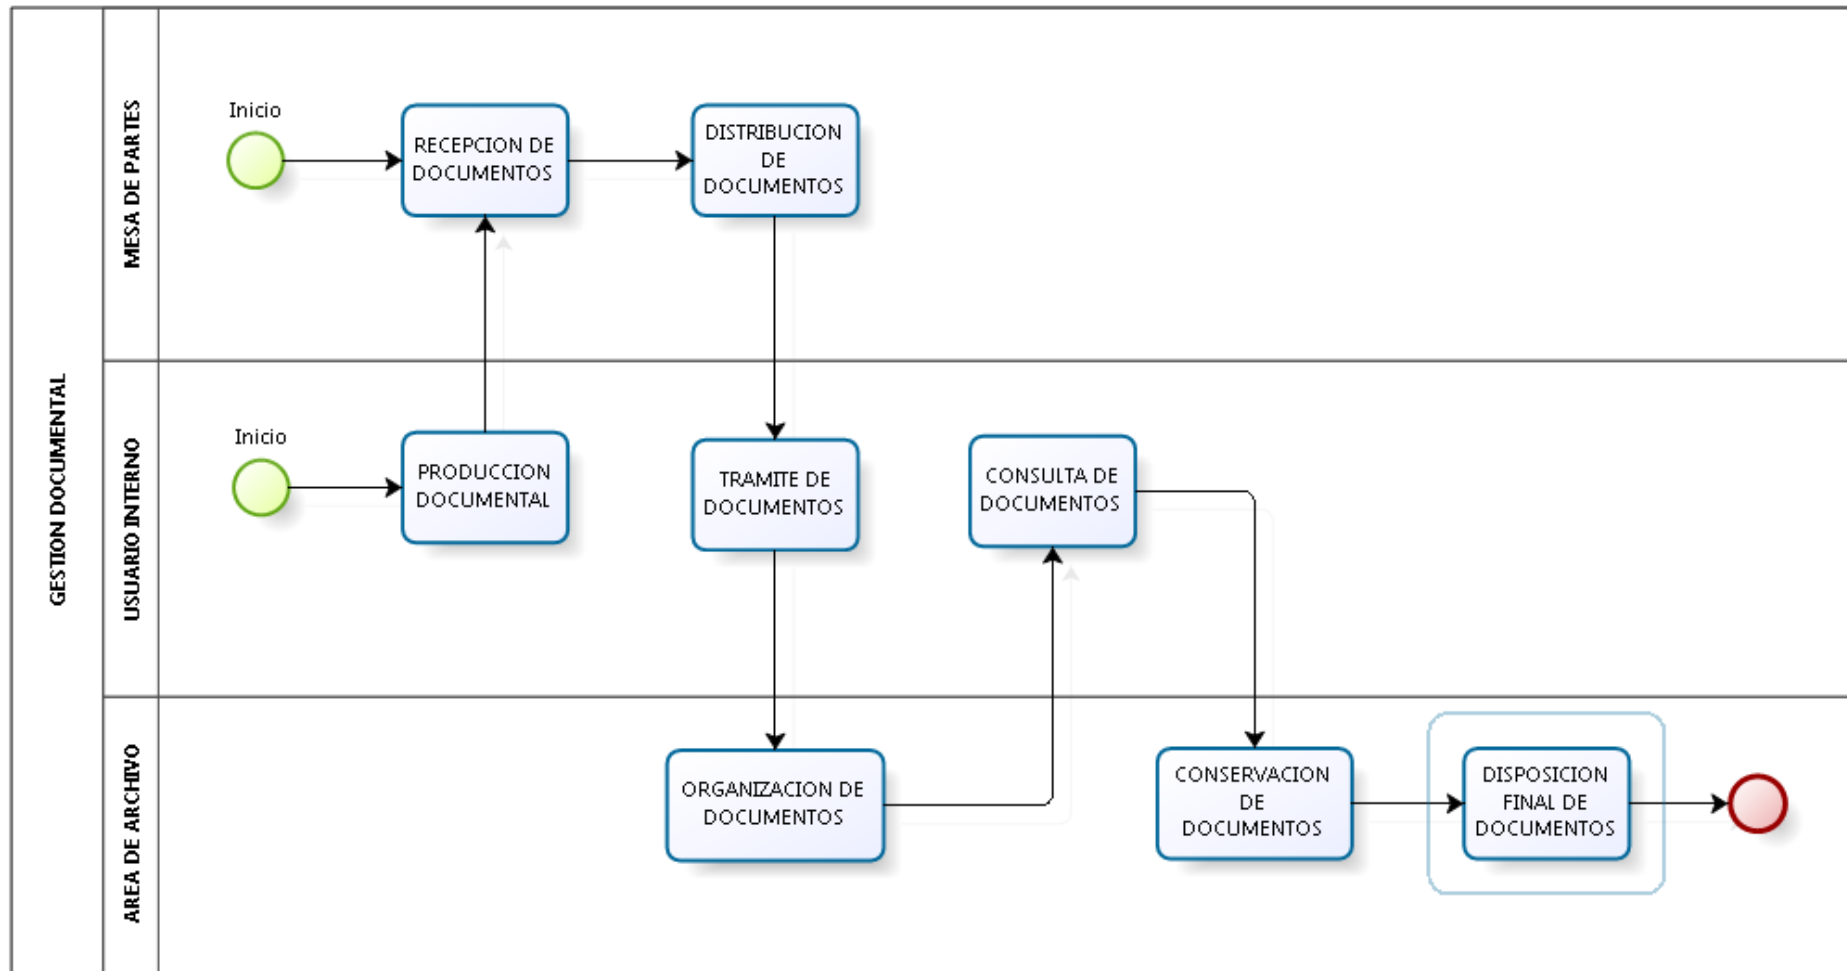 GESTION DOCUMENTAL
MESA DE PARTES
Inicio
RECEPCION DE
DOCUMENTOS
DISTRIBUCION
DE
DOCUMENTOS
USUARIO INTERNO
Inicio
PRODUCCION
DOCUMENTAL
TRAMITE DE
DOCUMENTOS
CONSULTA DE
DOCUMENTOS
AREA DE ARCHIVO
ORGANIZACION DE
DOCUMENTOS
CONSERVACION
DE
DOCUMENTOS
DISPOSICION
FINAL DE
DOCUMENTOS